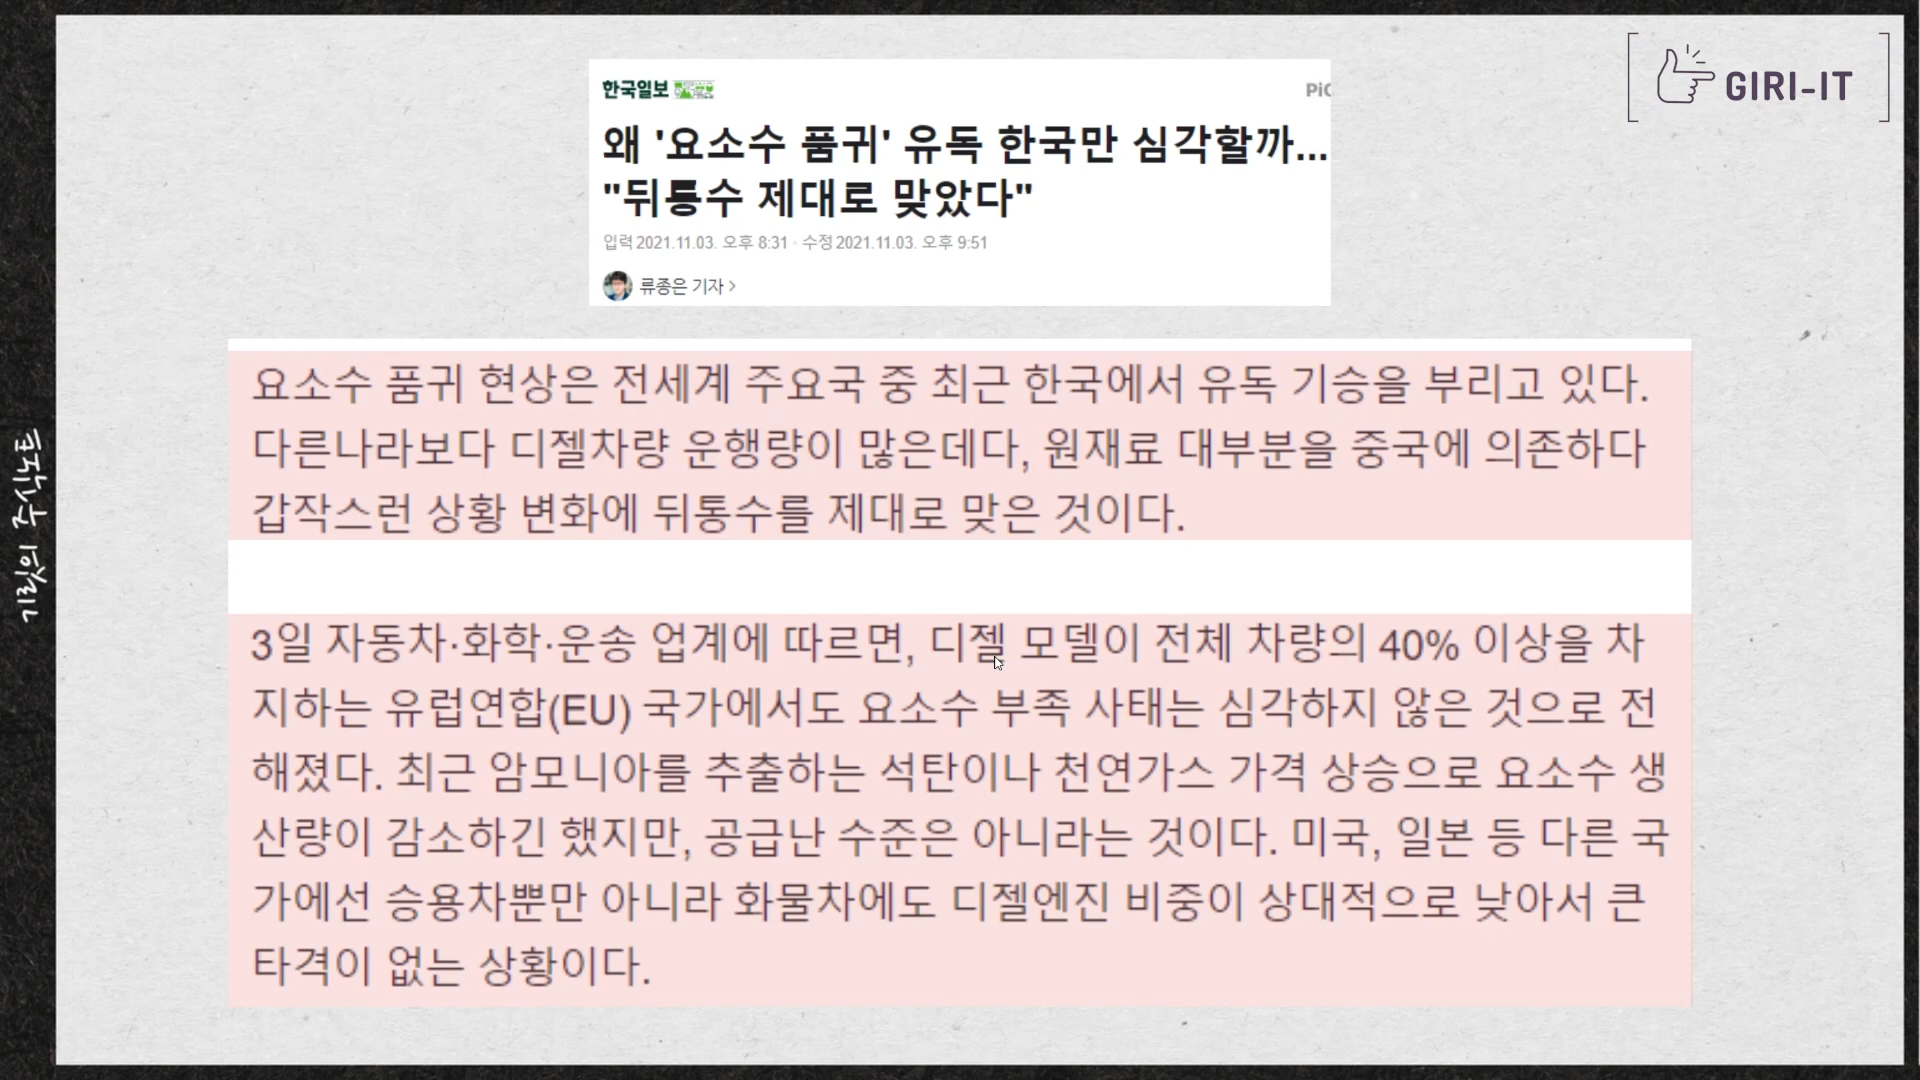 한국일보
PiC
왜 '요소수 품귀' 유독 한국만 심각할까...
"뒤통수 제대로 맞았다"
입력 2021.11.03. 오후 8:31 · 수정 2021.11.03. 오후 9:51
류종은 기자 >
GIRI-IT
기릿의 주식노트
요소수 품귀 현상은 전세계 주요국 중 최근 한국에서 유독 기승을 부리고 있다.
다른나라보다 디젤차량 운행량이 많은데다, 원재료 대부분을 중국에 의존하다
갑작스런 상황 변화에 뒤통수를 제대로 맞은 것이다.
3일 자동차·화학·운송 업계에 따르면, 디젤 모델이 전체 차량의 40% 이상을 차
지하는 유럽연합(EU) 국가에서도 요소수 부족 사태는 심각하지 않은 것으로 전
해졌다. 최근 암모니아를 추출하는 석탄이나 천연가스 가격 상승으로 요소수 생
산량이 감소하긴 했지만, 공급난 수준은 아니라는 것이다. 미국, 일본 등 다른 국
가에선 승용차뿐만 아니라 화물차에도 디젤엔진 비중이 상대적으로 낮아서 큰
타격이 없는 상황이다.